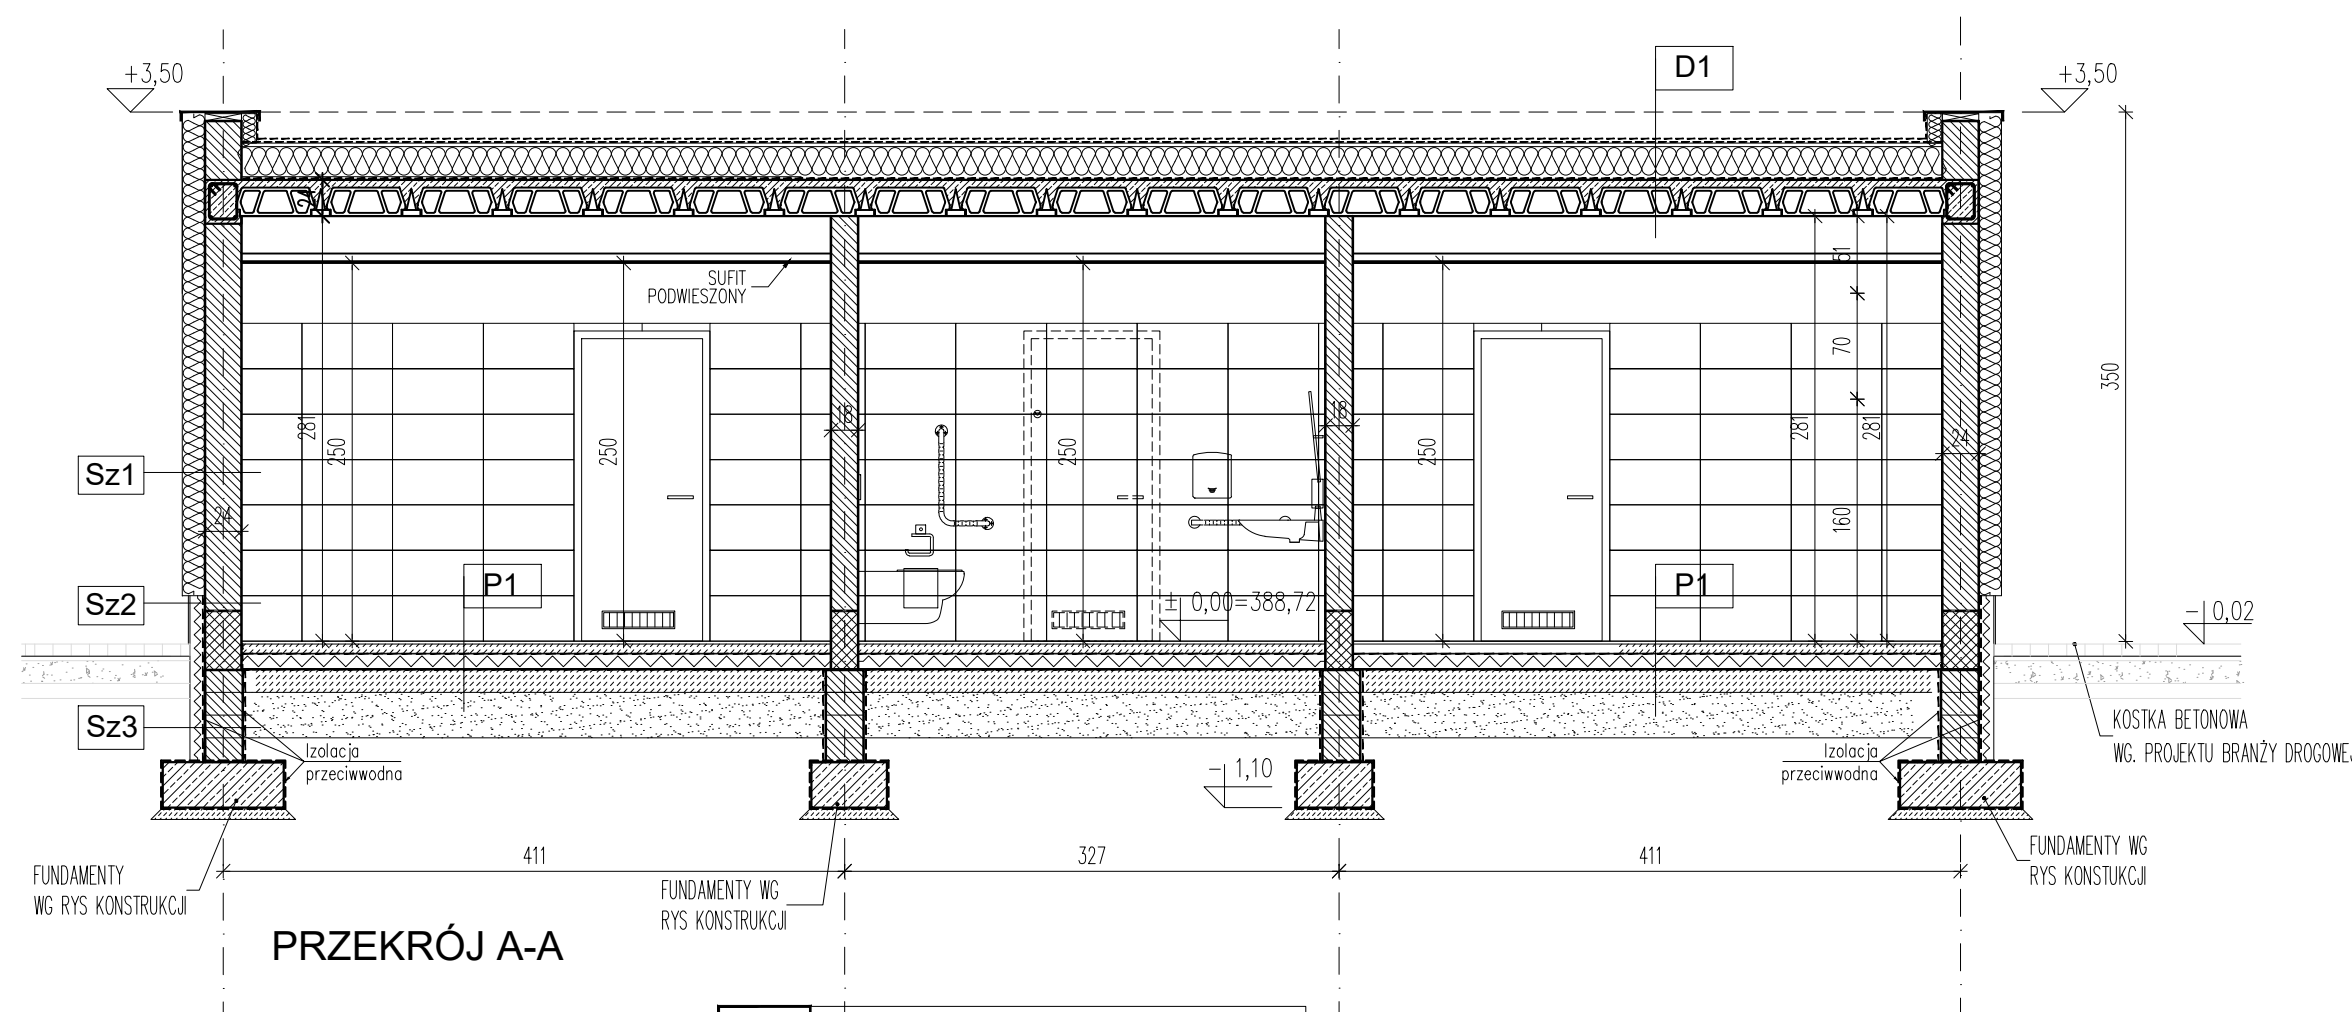 +3,50
D1
+3,50
24
SUFIT
PODWIESZONY
51
70
350
281
250
250
18
250
18
250
281
281
24
Sz1
24
160
Sz2
P1
± 0,00=388,72
P1
- 0,02
Sz3
Izolacja
przeciwwodna
- 1,10
Izolacja
przeciwwodna
KOSTKA BETONOWA
WG. PROJEKTU BRANŻY DROGOWEJ
411
327
411
FUNDAMENTY
WG RYS KONSTRUKCJI
FUNDAMENTY WG
RYS KONSTRUKCJI
FUNDAMENTY WG
RYS KONSTUKCJI
PRZEKRÓJ A-A